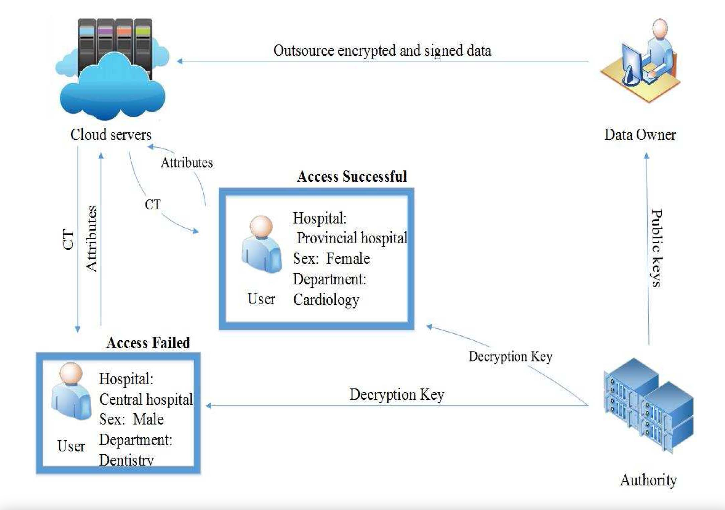 Outsource encrypted and signed data
Cloud servers
Data Owner
Attributes
CT
Access Successful
Hospital:
Provincial hospital
Sex: Female
Department:
Cardiology
User
CT
Attributes
Public keys
Access Failed
Hospital:
Central hospital
Sex: Male
Department:
Dentistry
User
Decryption Key
Decryption Key
Authority